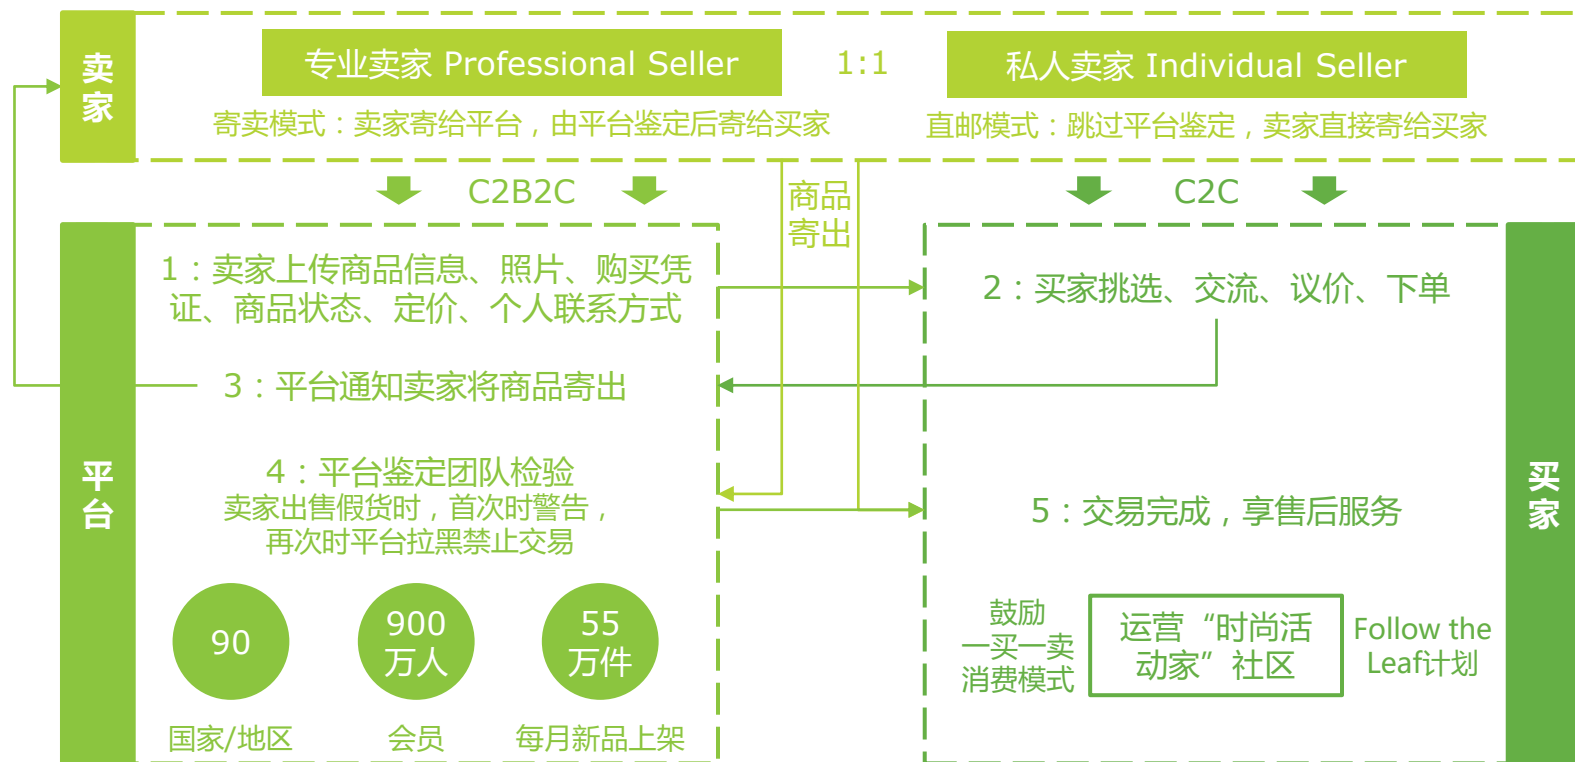 卖家
专业卖家 Professional Seller
1:1
私人卖家 Individual Seller
寄卖模式：卖家寄给平台，由平台鉴定后寄给买家
直邮模式：跳过平台鉴定，卖家直接寄给买家
C2B2C
商品
寄出
C2C
平台
1：卖家上传商品信息、照片、购买凭
证、商品状态、定价、个人联系方式
2：买家挑选、交流、议价、下单
3：平台通知卖家将商品寄出
4：平台鉴定团队检验
卖家出售假货时，首次时警告，
再次时平台拉黑禁止交易
5：交易完成，享售后服务
买家
90
国家/地区
900
万人
会员
55
万件
每月新品上架
鼓励
一买一卖
消费模式
运营“时尚活
动家”社区
Follow the
Leaf计划